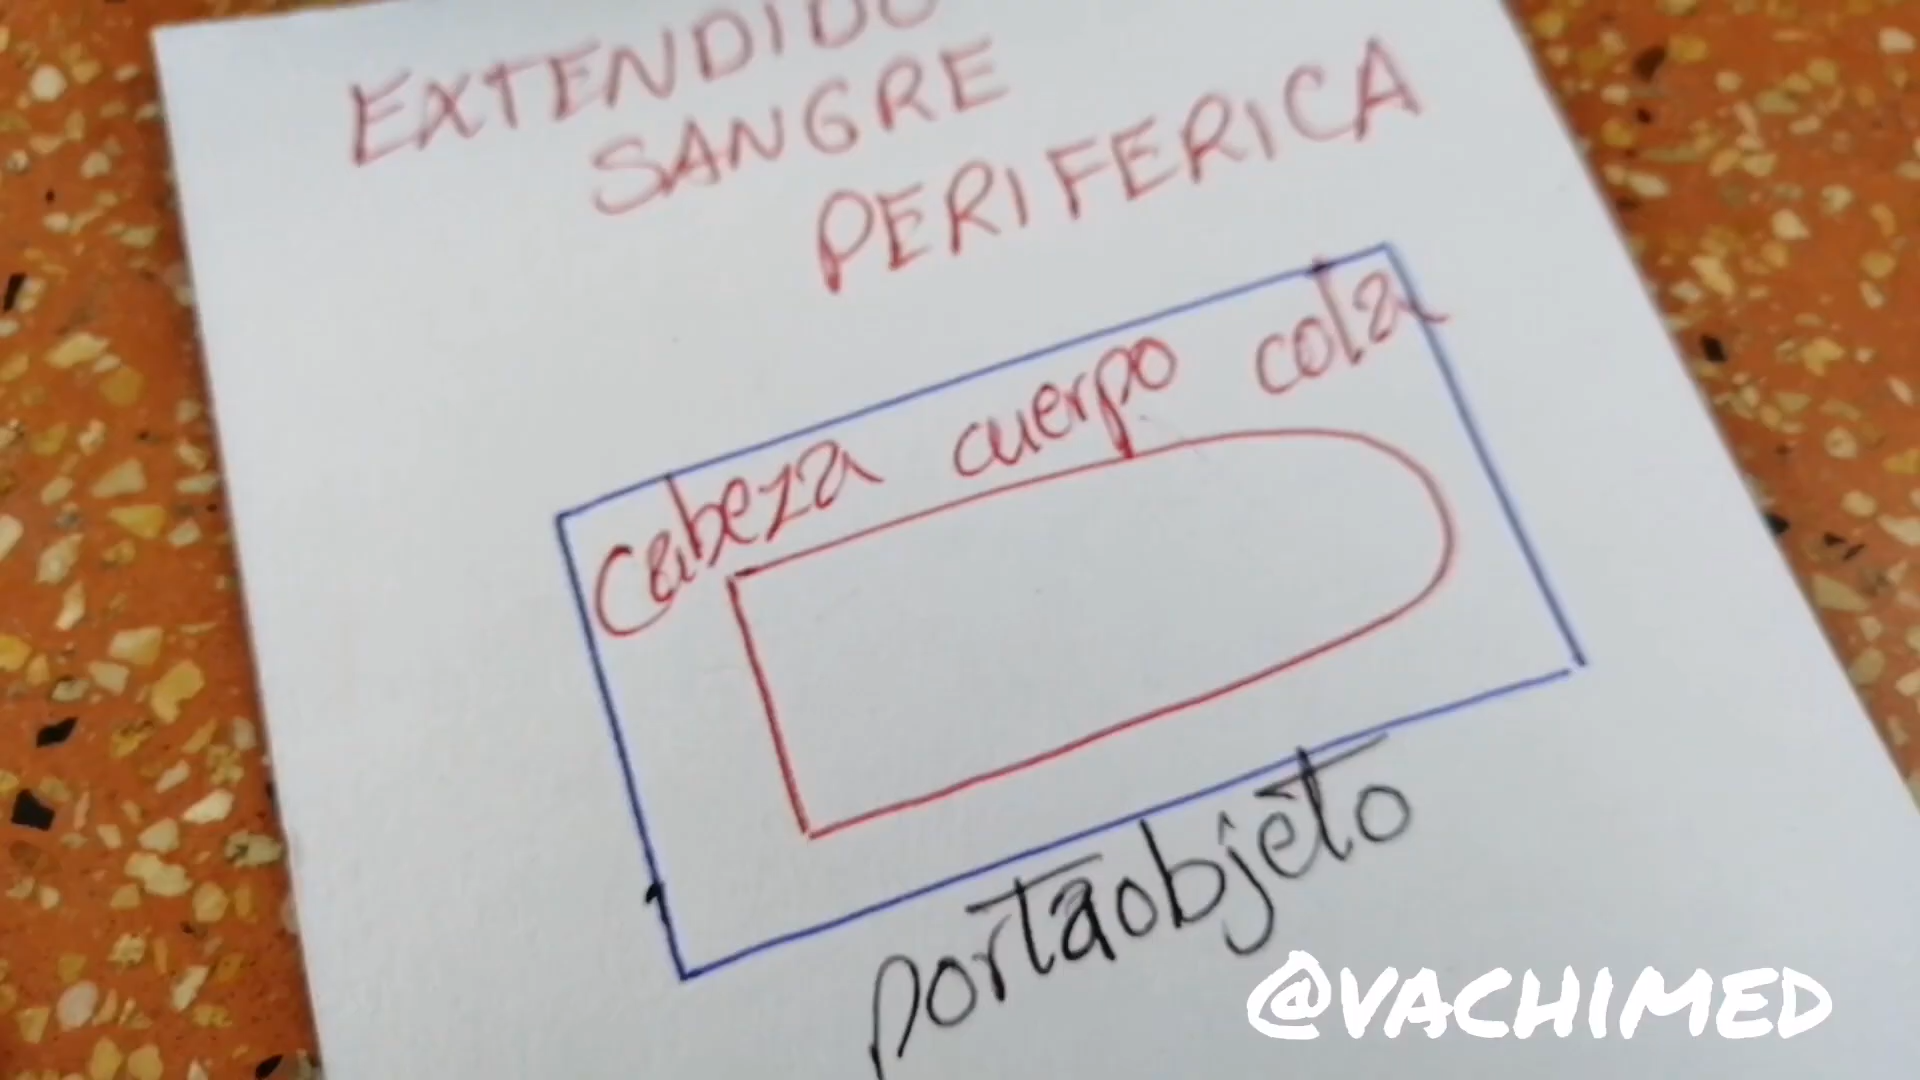 EXTENDIDO
SANGRE
PERIFERICA
cabeza cuerpo cola
portaobjeto
@VACHIMED